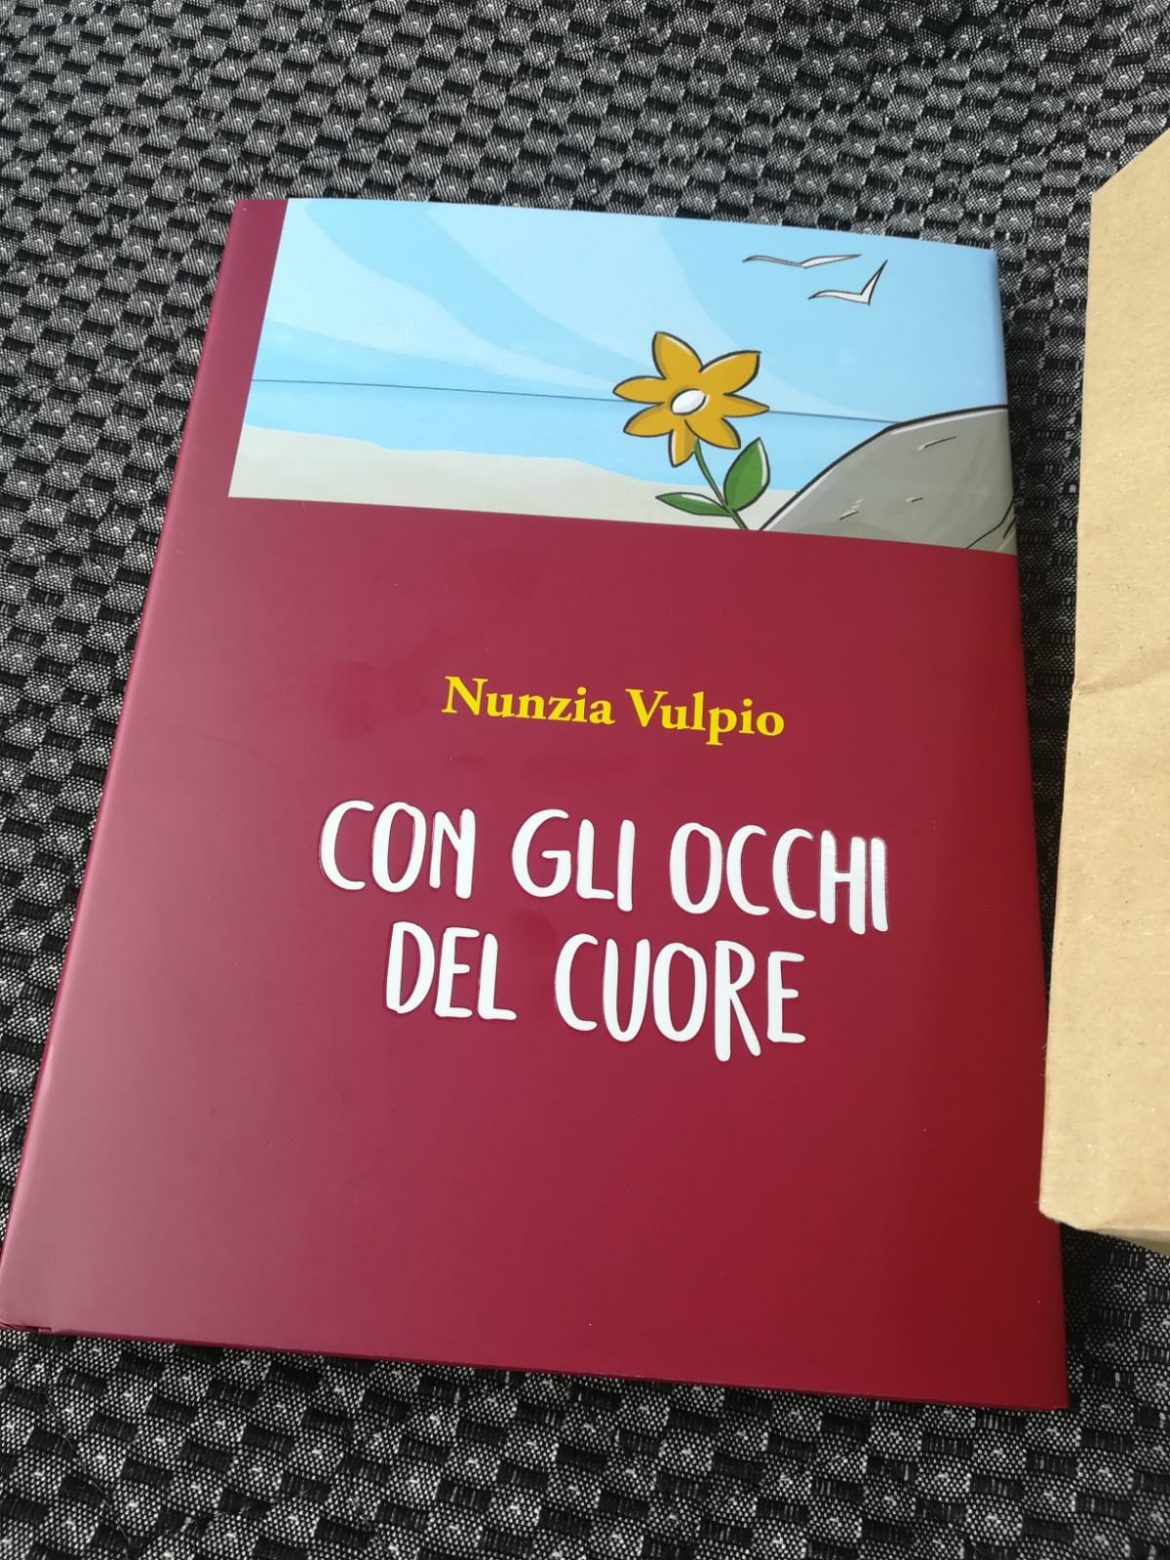 Nunzia Vulpio
CON GLI OCCHI
DEL CUORE